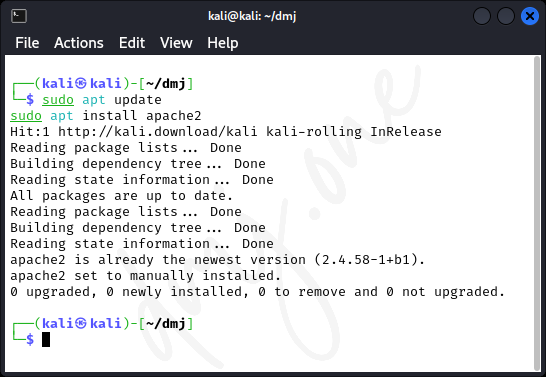 kali@kali: ~/dmj
File Actions Edit View Help
┌──(kali㉿kali)-[~/dmj]
└─$ sudo apt update
sudo apt install apache2
Hit:1 http://kali.download/kali kali-rolling InRelease
Reading package lists... Done
Building dependency tree... Done
Reading state information... Done
All packages are up to date.
Reading package lists... Done
Building dependency tree... Done
Reading state information... Done
apache2 is already the newest version (2.4.58-1+b1).
apache2 set to manually installed.
0 upgraded, 0 newly installed, 0 to remove and 0 not upgraded.
┌──(kali㉿kali)-[~/dmj]
└─$
dmj.one